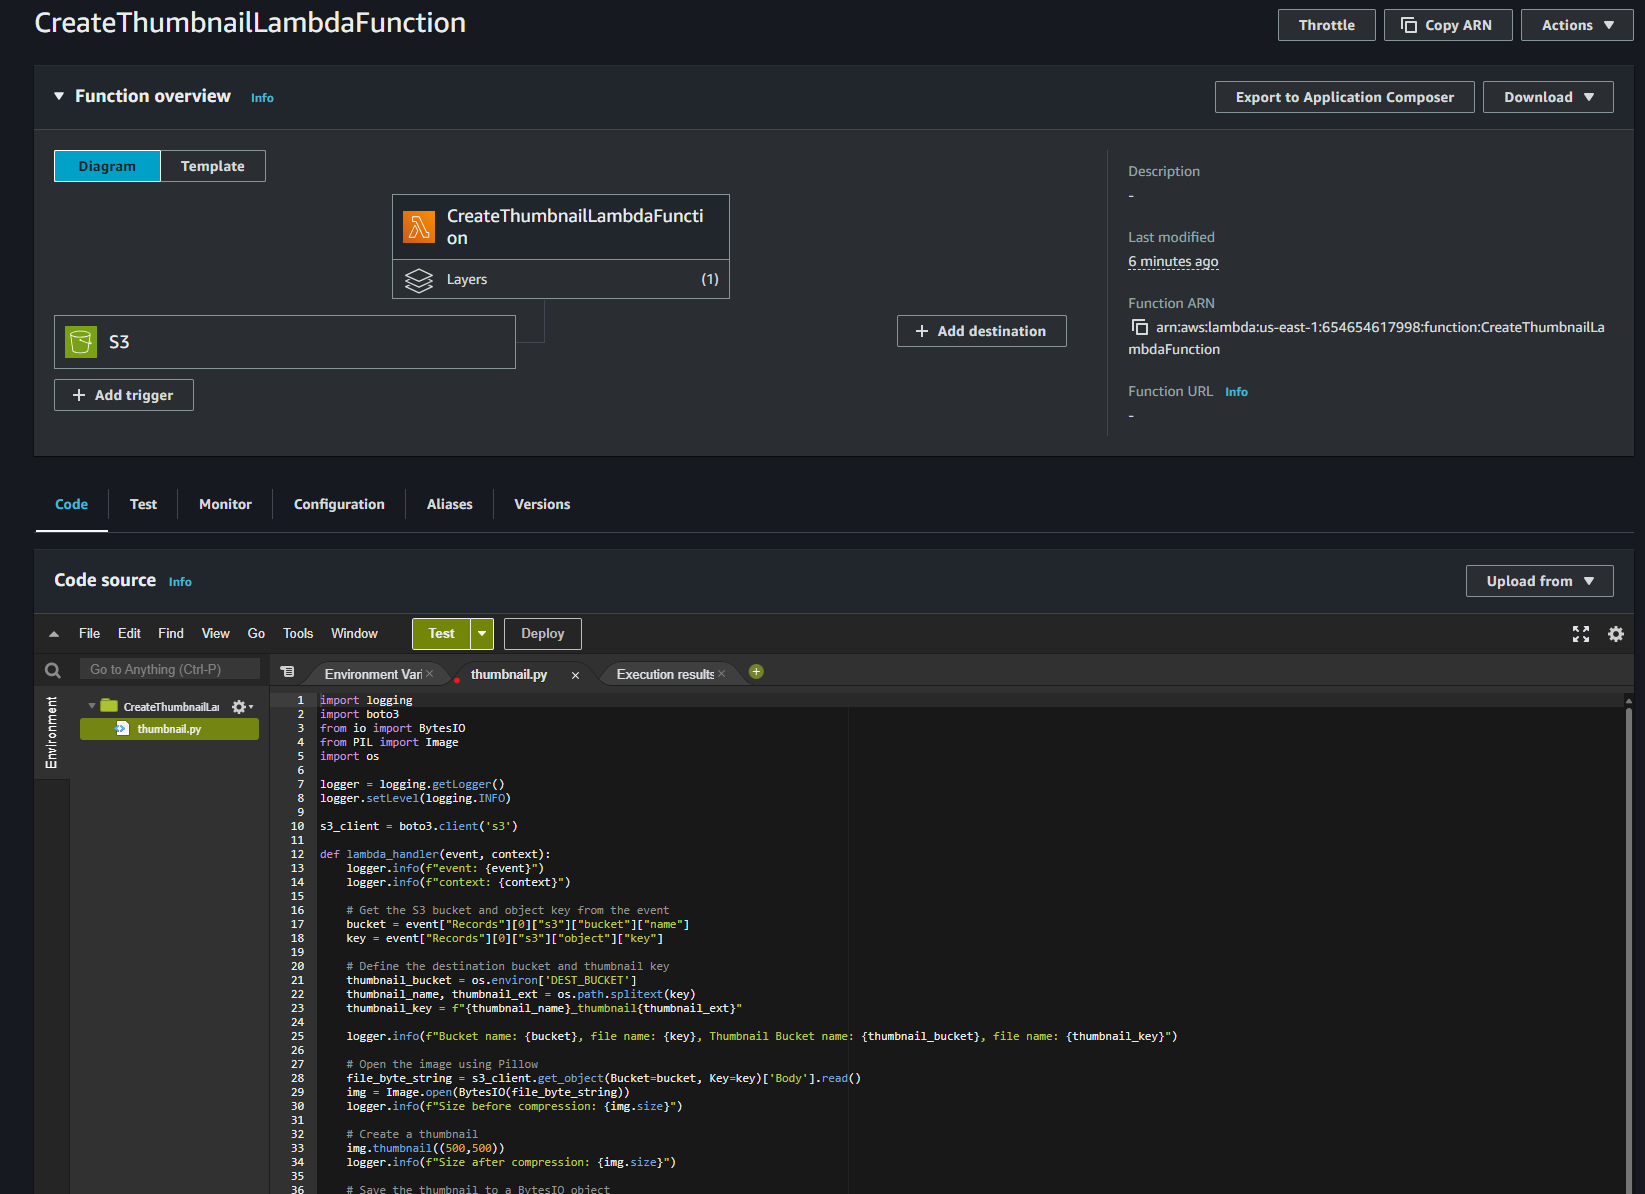 CreateThumbnailLambdaFunction
Throttle
Copy ARN
Actions
Function overview
Info
Export to Application Composer
Download
Diagram
Template
CreateThumbnailLambdaFuncti
on
Layers
(1)
S3
Add trigger
Add destination
Description
-
Last modified
6 minutes ago
Function ARN
arn:aws:lambda:us-east-1:654654617998:function:CreateThumbnailLa
mbdaFunction
Function URL Info
-
Code
Test
Monitor
Configuration
Aliases
Versions
Code source
Info
Upload from
File Edit Find View Go Tools Window
Test
Deploy
Go to Anything (Ctrl-P)
Environment
CreateThumbnailLar
thumbnail.py
Environment Vari
thumbnail.py
Execution results
1 import logging
2 import boto3
3 from io import BytesIO
4 from PIL import Image
5 import os
6
7 logger = logging.getLogger()
8 logger.setLevel(logging.INFO)
9
10 s3_client = boto3.client('s3')
11
12 def lambda_handler(event, context):
13 logger.info(f"event: {event}")
14 logger.info(f"context: {context}")
15
16 # Get the S3 bucket and object key from the event
17 bucket = event["Records"][0]["s3"]["bucket"]["name"]
18 key = event["Records"][0]["s3"]["object"]["key"]
19
20 # Define the destination bucket and thumbnail key
21 thumbnail_bucket = os.environ['DEST_BUCKET']
22 thumbnail_name, thumbnail_ext = os.path.splitext(key)
23 thumbnail_key = f"{thumbnail_name}_thumbnail{thumbnail_ext}"
24
25 logger.info(f"Bucket name: {bucket}, file name: {key}, Thumbnail Bucket name: {thumbnail_bucket}, file name: {thumbnail_key}")
26
27 # Open the image using Pillow
28 file_byte_string = s3_client.get_object(Bucket=bucket, Key=key)['Body'].read()
29 img = Image.open(BytesIO(file_byte_string))
30 logger.info(f"Size before compression: {img.size}")
31
32 # Create a thumbnail
33 img.thumbnail((500,500))
34 logger.info(f"Size after compression: {img.size}")
35
36 # Save the thumbnail to a BytesIO object